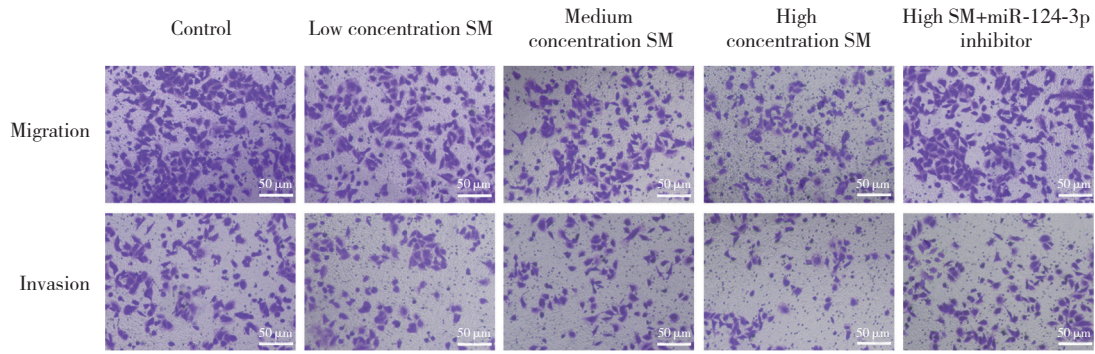 Control
Low concentration SM
Medium
concentration SM
High
concentration SM
High SM+miR-124-3p
inhibitor
Migration
50 μm
50 μm
50 μm
50 μm
50 μm
Invasion
50 μm
50 μm
50 μm
50 μm
50 μm